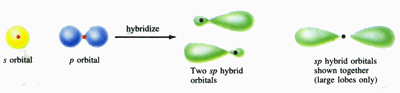 hybridize
s orbital
p orbital
Two sp hybrid
orbitals
sp hybrid orbitals
shown together
(large lobes only)